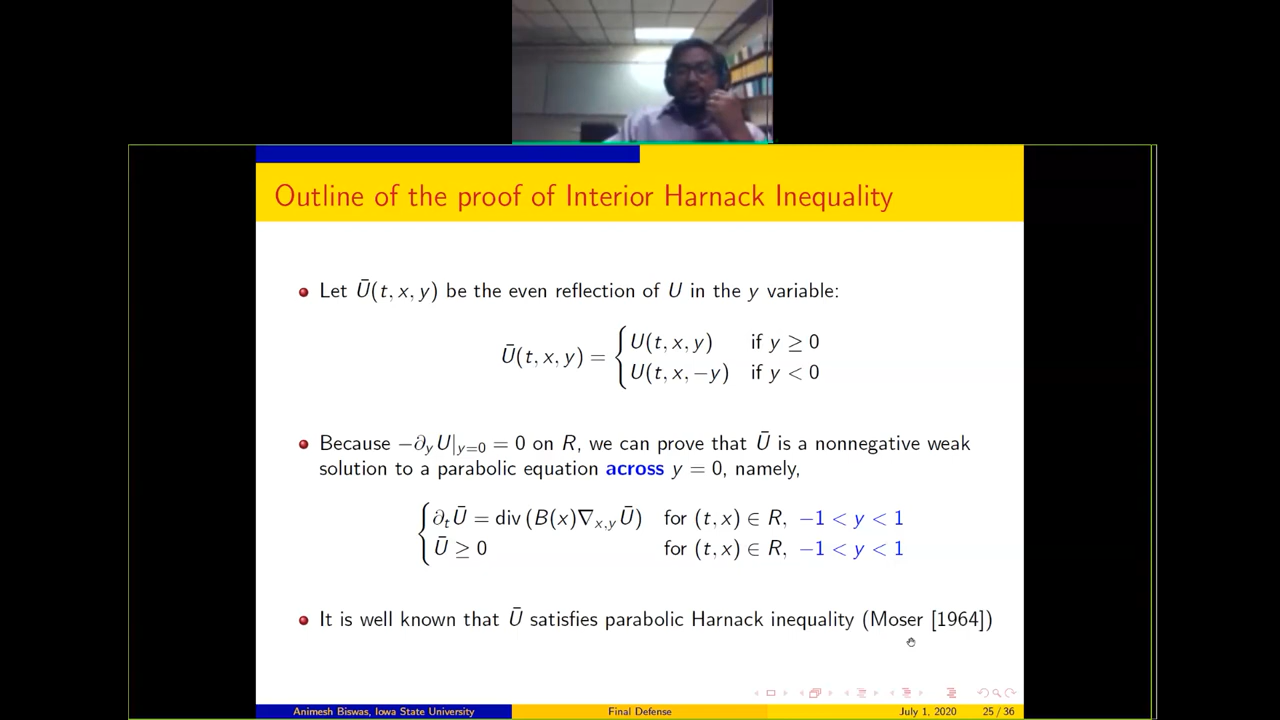 Outline of the proof of Interior Harnack Inequality
Let Ū(t, x, y) be the even reflection of U in the y variable:
Ū(t, x, y) = { U(t, x, y) if y ≥ 0
U(t, x, −y) if y < 0
Because −∂yU|y=0 = 0 on R, we can prove that Ū is a nonnegative weak
solution to a parabolic equation across y = 0, namely,
{ ∂tŪ = div (B(x)∇x,yŪ) for (t, x) ∈ R, −1 < y < 1
Ū ≥ 0 for (t, x) ∈ R, −1 < y < 1
It is well known that Ū satisfies parabolic Harnack inequality (Moser [1964])
Animesh Biswas, Iowa State University Final Defense July 1, 2020 25 / 36